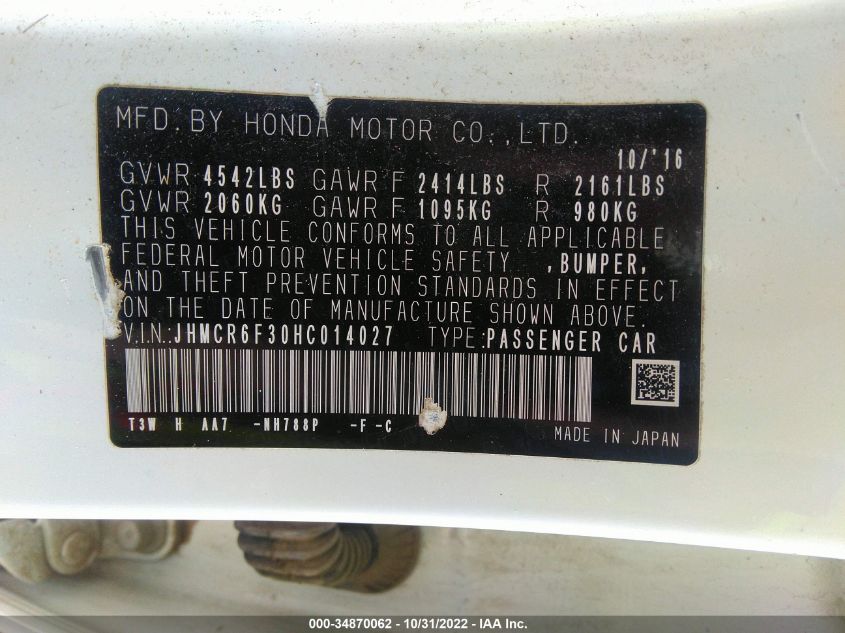 MFD. BY HONDA MOTOR CO.,LTD.
10/'16
GVWR 4542LBS GAWR F 2414LBS R 2161LBS
GVWR 2060KG GAWR F 1095KG R 980KG
THIS VEHICLE CONFORMS TO ALL APPLICABLE
FEDERAL MOTOR VEHICLE SAFETY ,BUMPER,
AND THEFT PREVENTION STANDARDS IN EFFECT
ON THE DATE OF MANUFACTURE SHOWN ABOVE.
V.I.N:JHMCR6F30HC014027 TYPE:PASSENGER CAR
T3W H AA7 -NH788P -F -C
MADE IN JAPAN
000-34870062 - 10/31/2022 - IAA Inc.